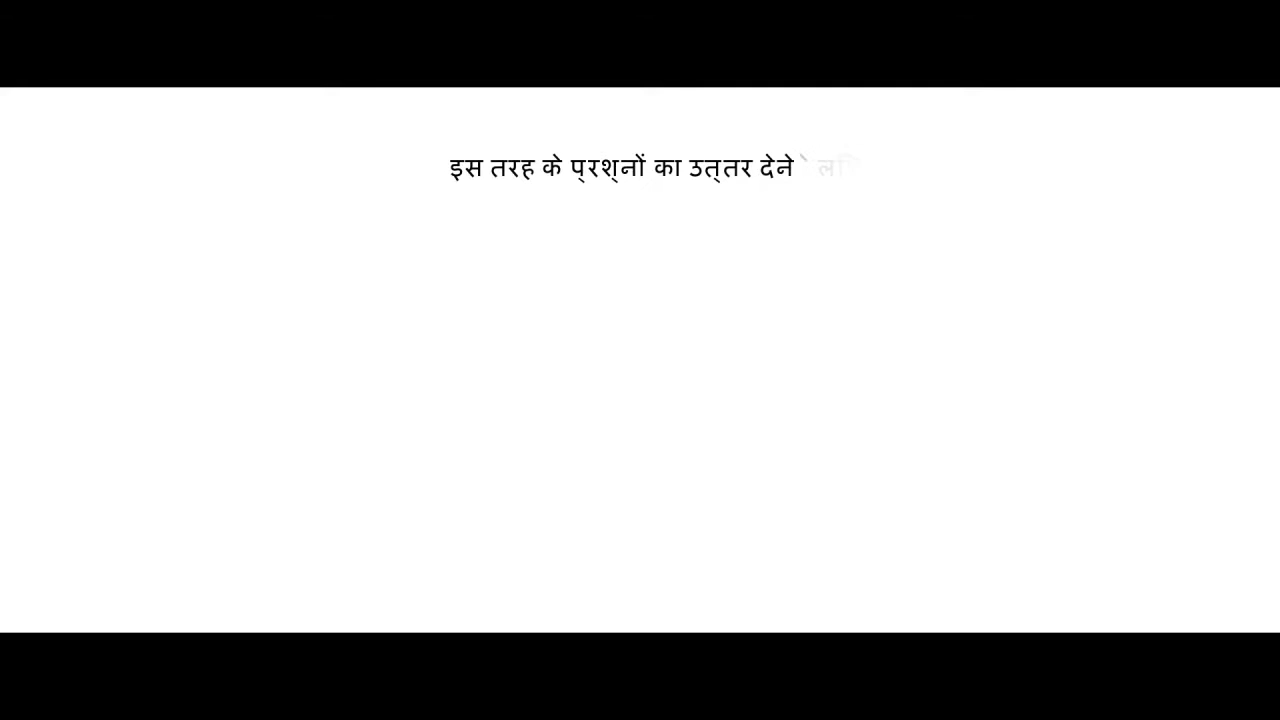 इस तरह के प्रश्नों का उत्तर देने